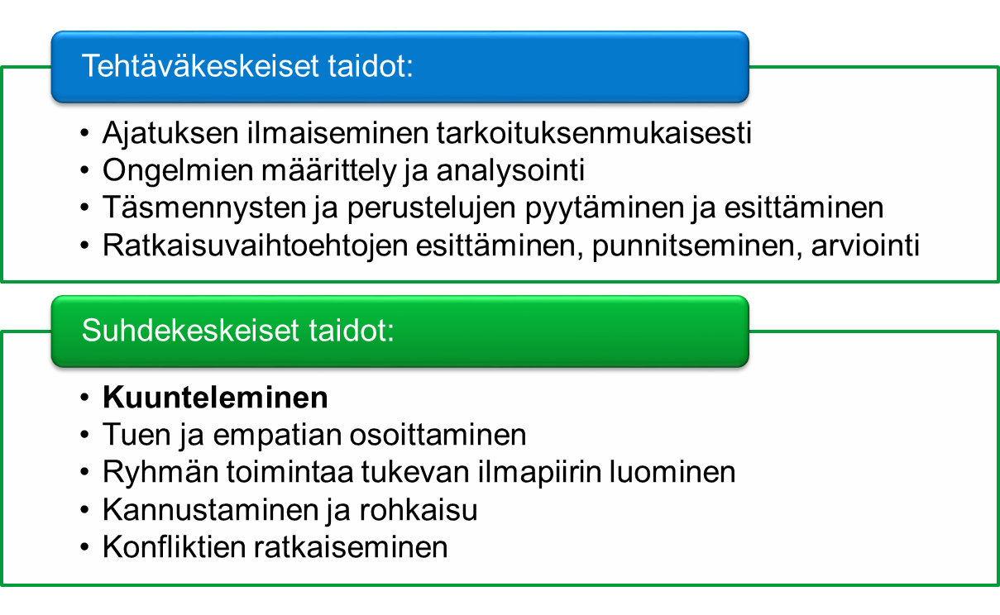 Tehtäväkeskeiset taidot:
• Ajatuksen ilmaiseminen tarkoituksenmukaisesti
• Ongelmien määrittely ja analysointi
• Täsmennysten ja perustelujen pyytäminen ja esittäminen
• Ratkaisuvaihtoehtojen esittäminen, punnitseminen, arviointi
Suhdekeskeiset taidot:
• Kuunteleminen
• Tuen ja empatian osoittaminen
• Ryhmän toimintaa tukevan ilmapiirin luominen
• Kannustaminen ja rohkaisu
• Konfliktien ratkaiseminen